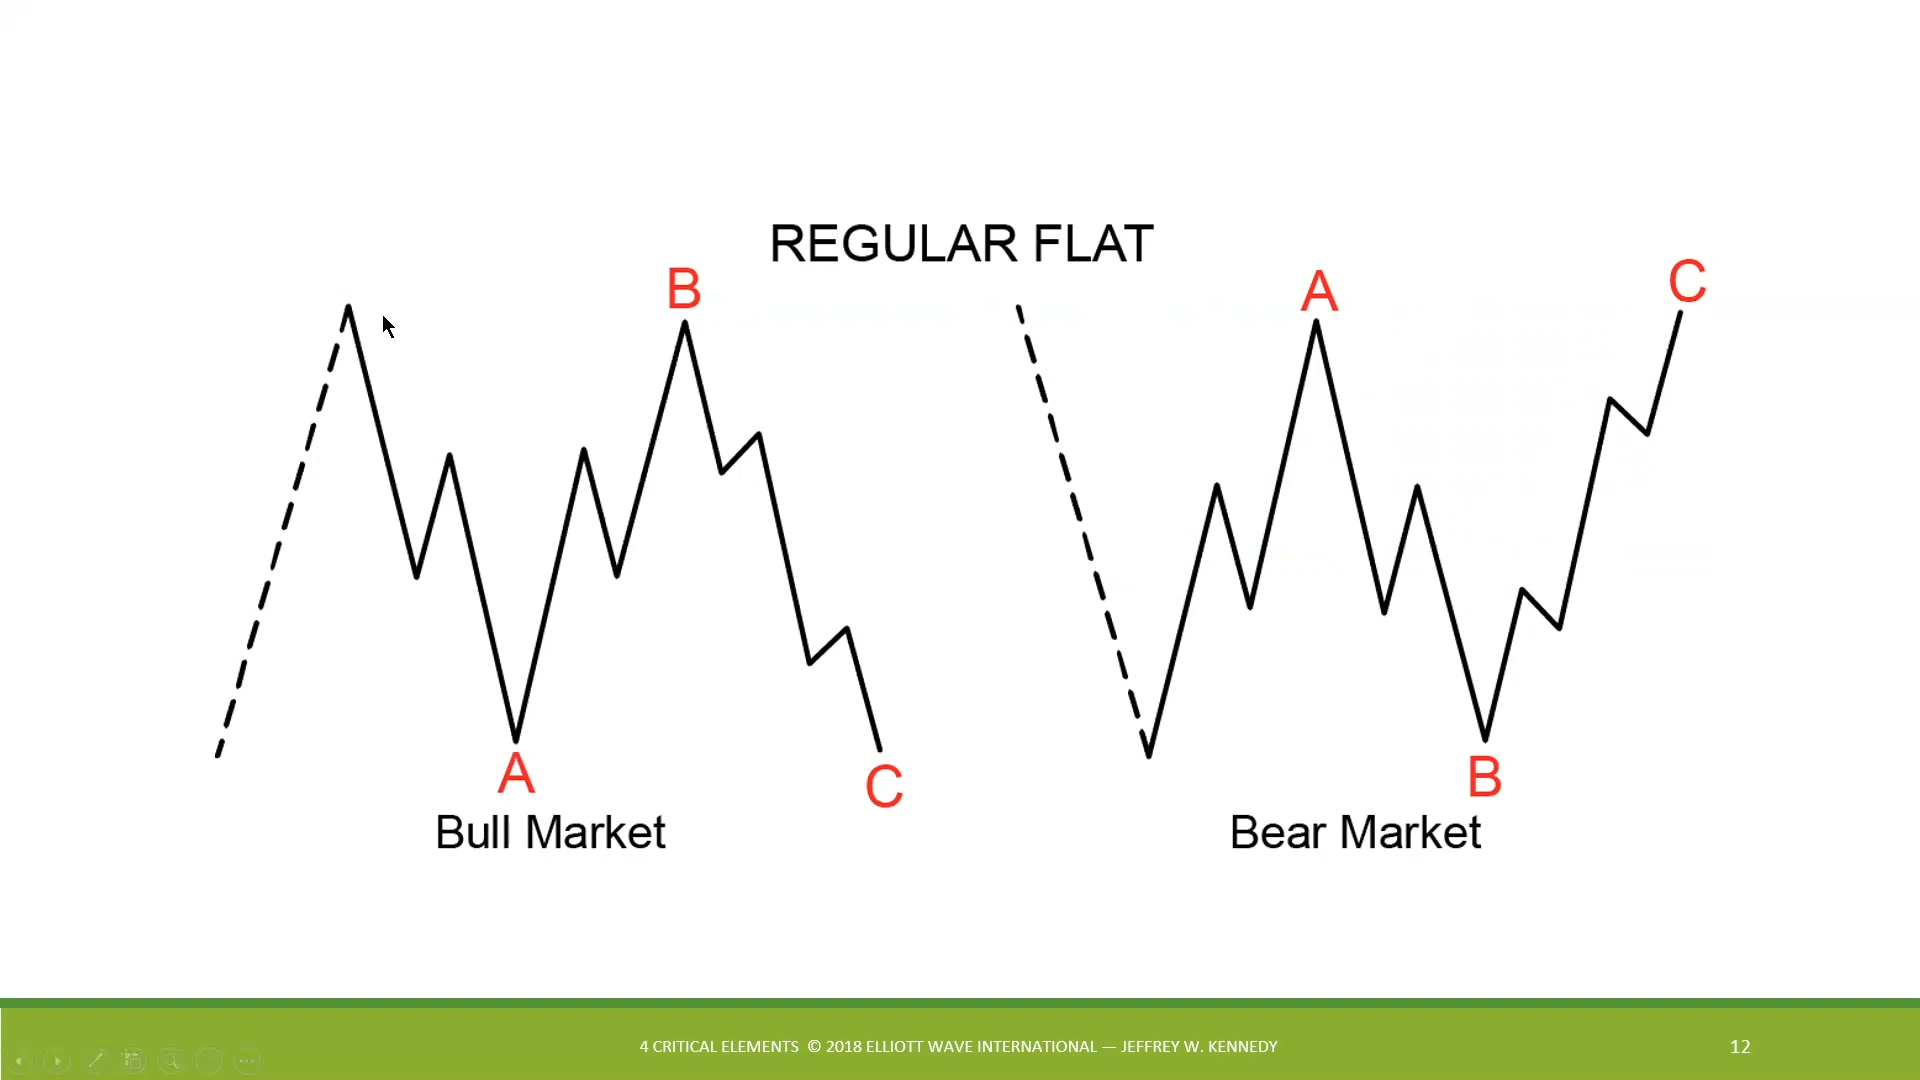 REGULAR FLAT
B
A
C
A
C
B
Bull Market
Bear Market
4 CRITICAL ELEMENTS © 2018 ELLIOTT WAVE INTERNATIONAL — JEFFREY W. KENNEDY
12